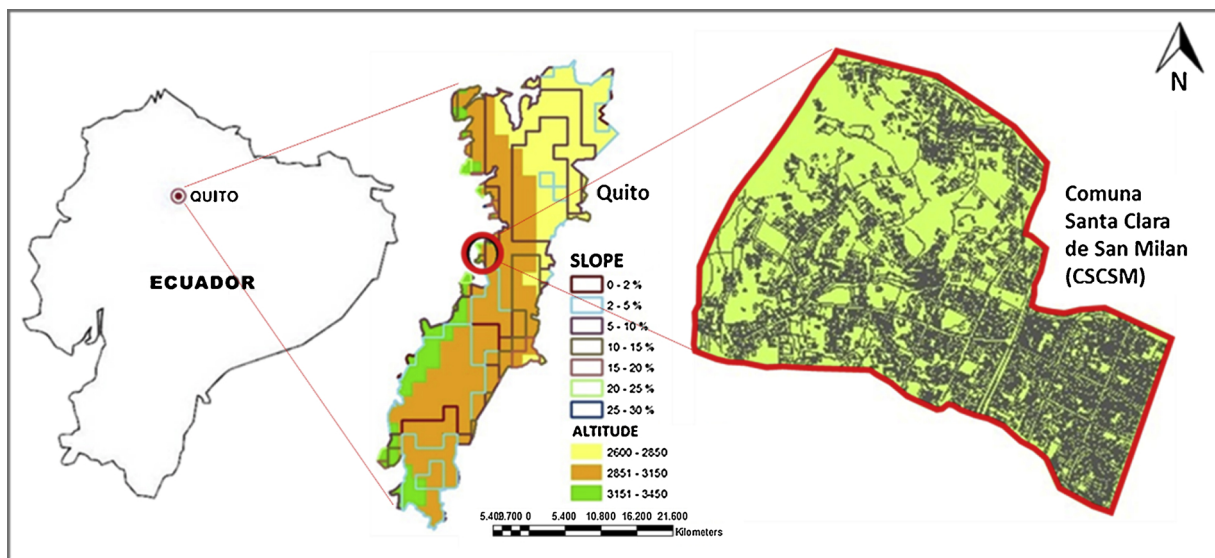 N
QUITO
ECUADOR
Quito
SLOPE
0 - 2 %
2 - 5 %
5 - 10 %
10 - 15 %
15 - 20 %
20 - 25 %
25 - 30 %
ALTITUDE
2600 - 2850
2851 - 3150
3151 - 3450
5.400 2.700 0 5.400 10.800 16.200 21.600
Kilometers
Comuna
Santa Clara
de San Milan
(CSCSM)